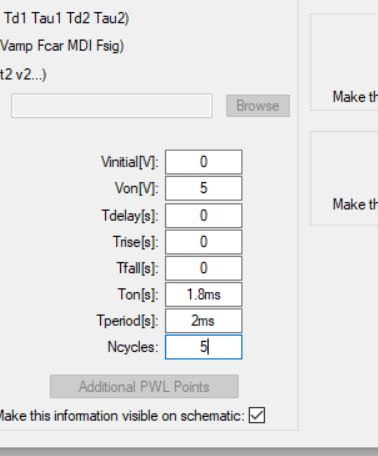 Td1 Tau1 Td2 Tau2)
Vamp Fcar MDI Fsig)
t2 v2...)
Browse
Make th
Vinitial[V]: 0
Von[V]: 5
Make th
Tdelay[s]: 0
Trise[s]: 0
Tfall[s]: 0
Ton[s]: 1.8ms
Tperiod[s]: 2ms
Ncycles: 5
Additional PWL Points
Make this information visible on schematic: